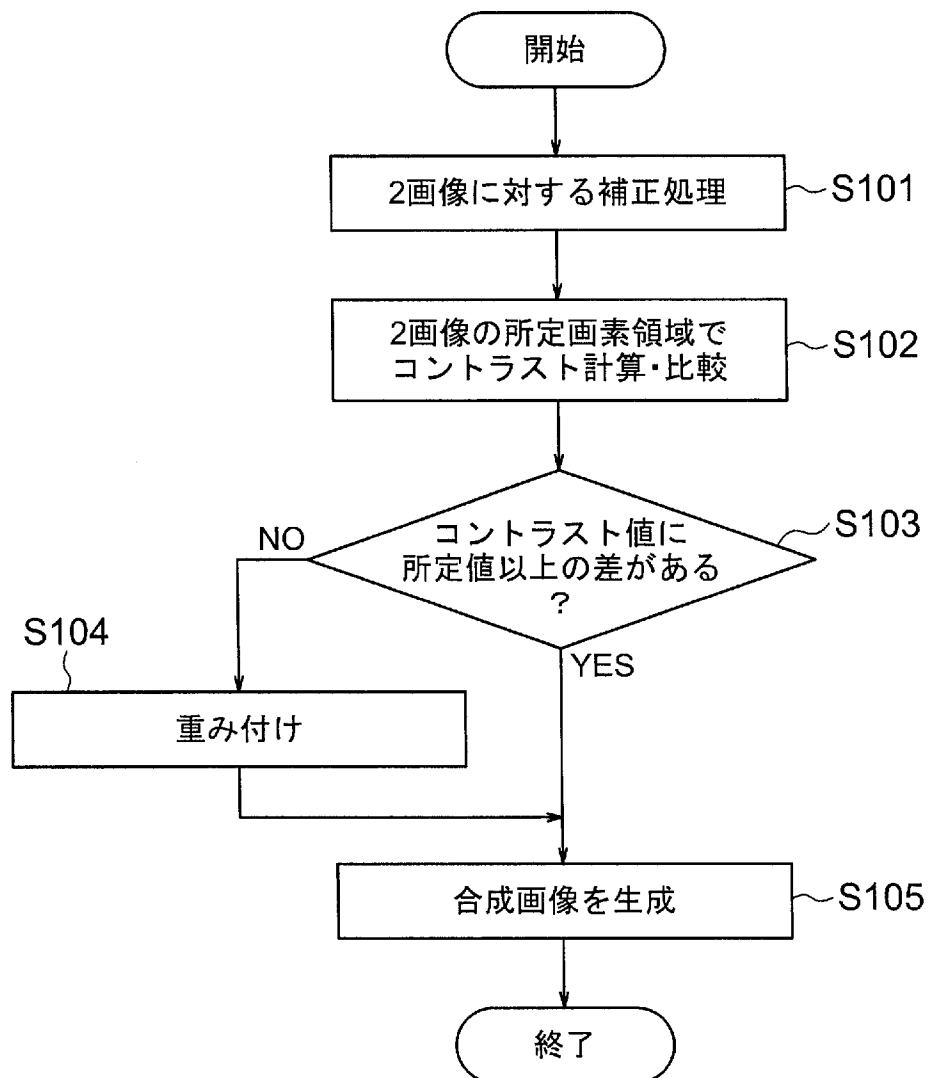 開始
2画像に対する補正処理
S101
2画像の所定画素領域で
コントラスト計算・比較
S102
コントラスト値に
所定値以上の差がある
?
S103
NO
YES
S104
重み付け
合成画像を生成
S105
終了